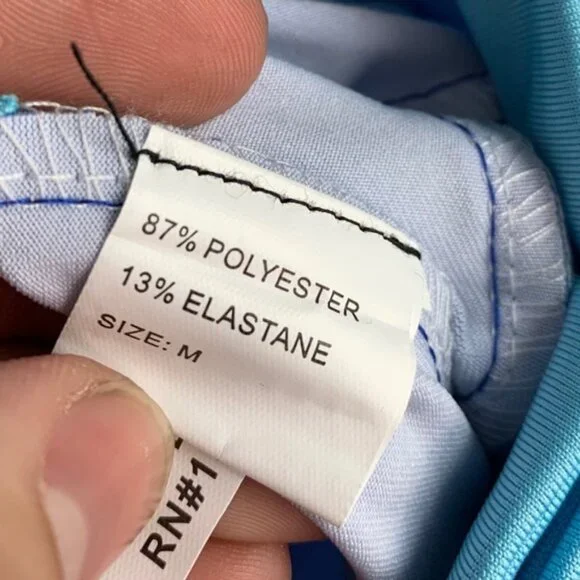 87% POLYESTER
13% ELASTANE
SIZE: M
RN#1